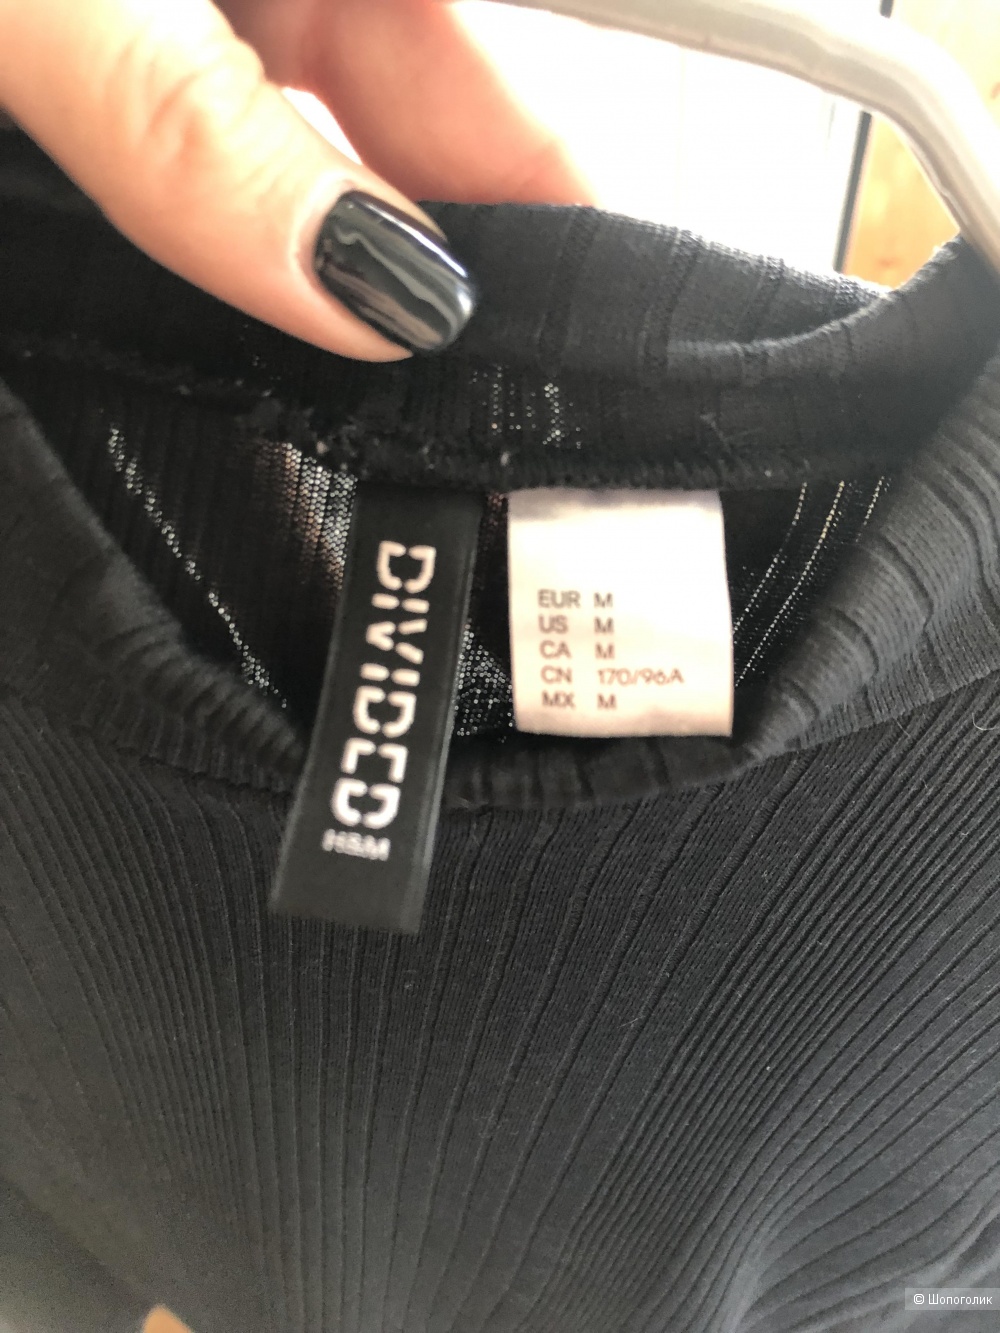 DIVIDED
H&M
EUR M
US M
CA M
CN 170/96A
MX M
© Шопоголик